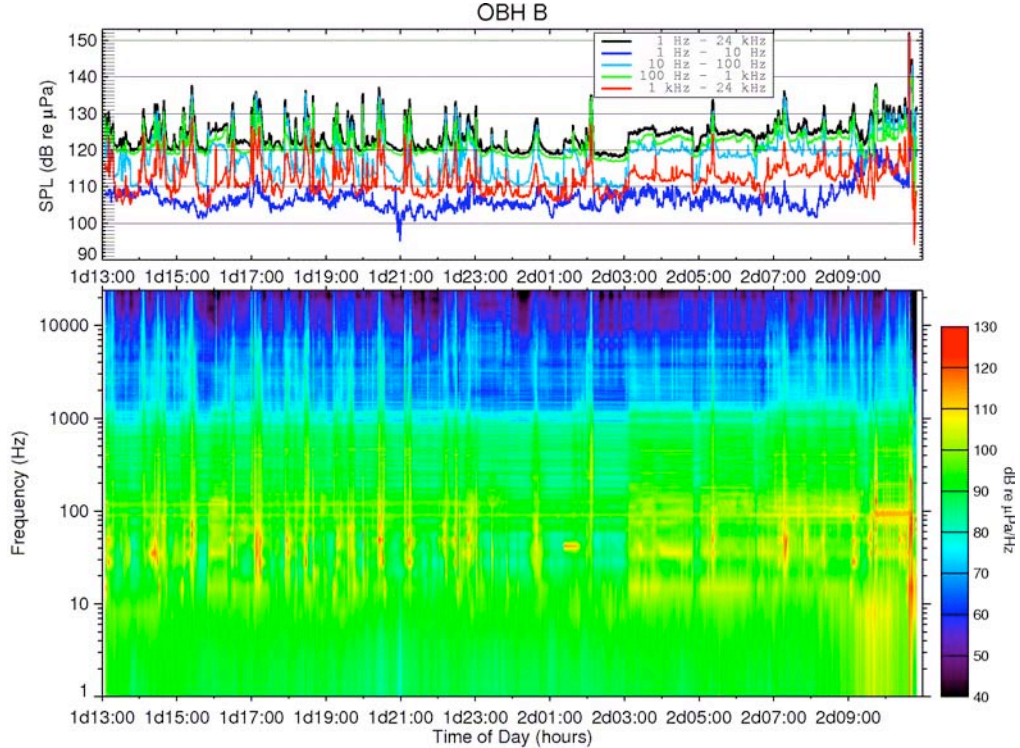 OBH B
150
140
130
120
110
100
90
SPL (dB re µPa)
1 Hz - 24 kHz
1 Hz - 10 Hz
10 Hz - 100 Hz
100 Hz - 1 kHz
1 kHz - 24 kHz
1d13:00 1d15:00 1d17:00 1d19:00 1d21:00 1d23:00 2d01:00 2d03:00 2d05:00 2d07:00 2d09:00
10000
1000
100
10
1
Frequency (Hz)
1d13:00 1d15:00 1d17:00 1d19:00 1d21:00 1d23:00 2d01:00 2d03:00 2d05:00 2d07:00 2d09:00
Time of Day (hours)
130
120
110
100
90
80
70
60
50
40
dB re µPa/Hz